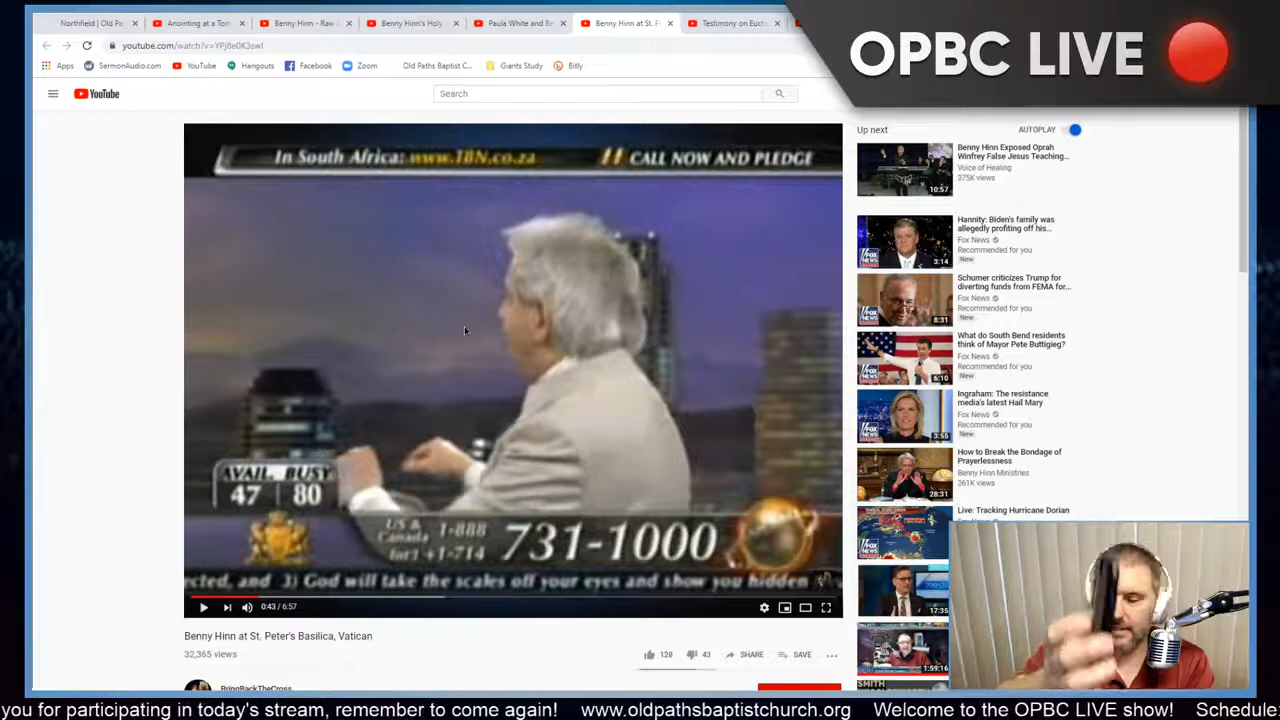 Northfield | Old Pa
Anointing at a Tom
Benny Hinn - Raw
Benny Hinn's Holy
Paula White and Be
Benny Hinn at St. P
Testimony on Euch
OPBC LIVE
youtube.com/watch?v=YPj8e0K3swI
Apps
SermonAudio.com
YouTube
Hangouts
Facebook
Zoom
Old Paths Baptist C...
Giants Study
Bitly
YouTube
Search
In South Africa: www.TBN.co.za
CALL NOW AND PLEDGE
47
80
US &
Canada
731-1000
and 3) God will take the scales off your eyes and show you hidden
0:43 / 6:57
Benny Hinn at St. Peter's Basilica, Vatican
32,365 views
128
43
SHARE
SAVE
BringBackTheCross
Up next
AUTOPLAY
Benny Hinn Exposed Oprah
Winfrey False Jesus Teaching...
Voice of Healing
375K views
10:57
Hannity: Biden's family was
allegedly profiting off his...
Fox News
Recommended for you
New
3:14
Schumer criticizes Trump for
diverting funds from FEMA for...
Fox News
Recommended for you
New
8:31
What do South Bend residents
think of Mayor Pete Buttigieg?
Fox News
Recommended for you
New
6:10
Ingraham: The resistance
media's latest Hail Mary
Fox News
Recommended for you
New
3:55
How to Break the Bondage of
Prayerlessness
Benny Hinn Ministries
361K views
28:31
Live: Tracking Hurricane Dorian
17:35
1:59:16
SMITH
you for participating in today's stream, remember to come again! www.oldpathsbaptistchurch.org Welcome to the OPBC LIVE show! Schedule